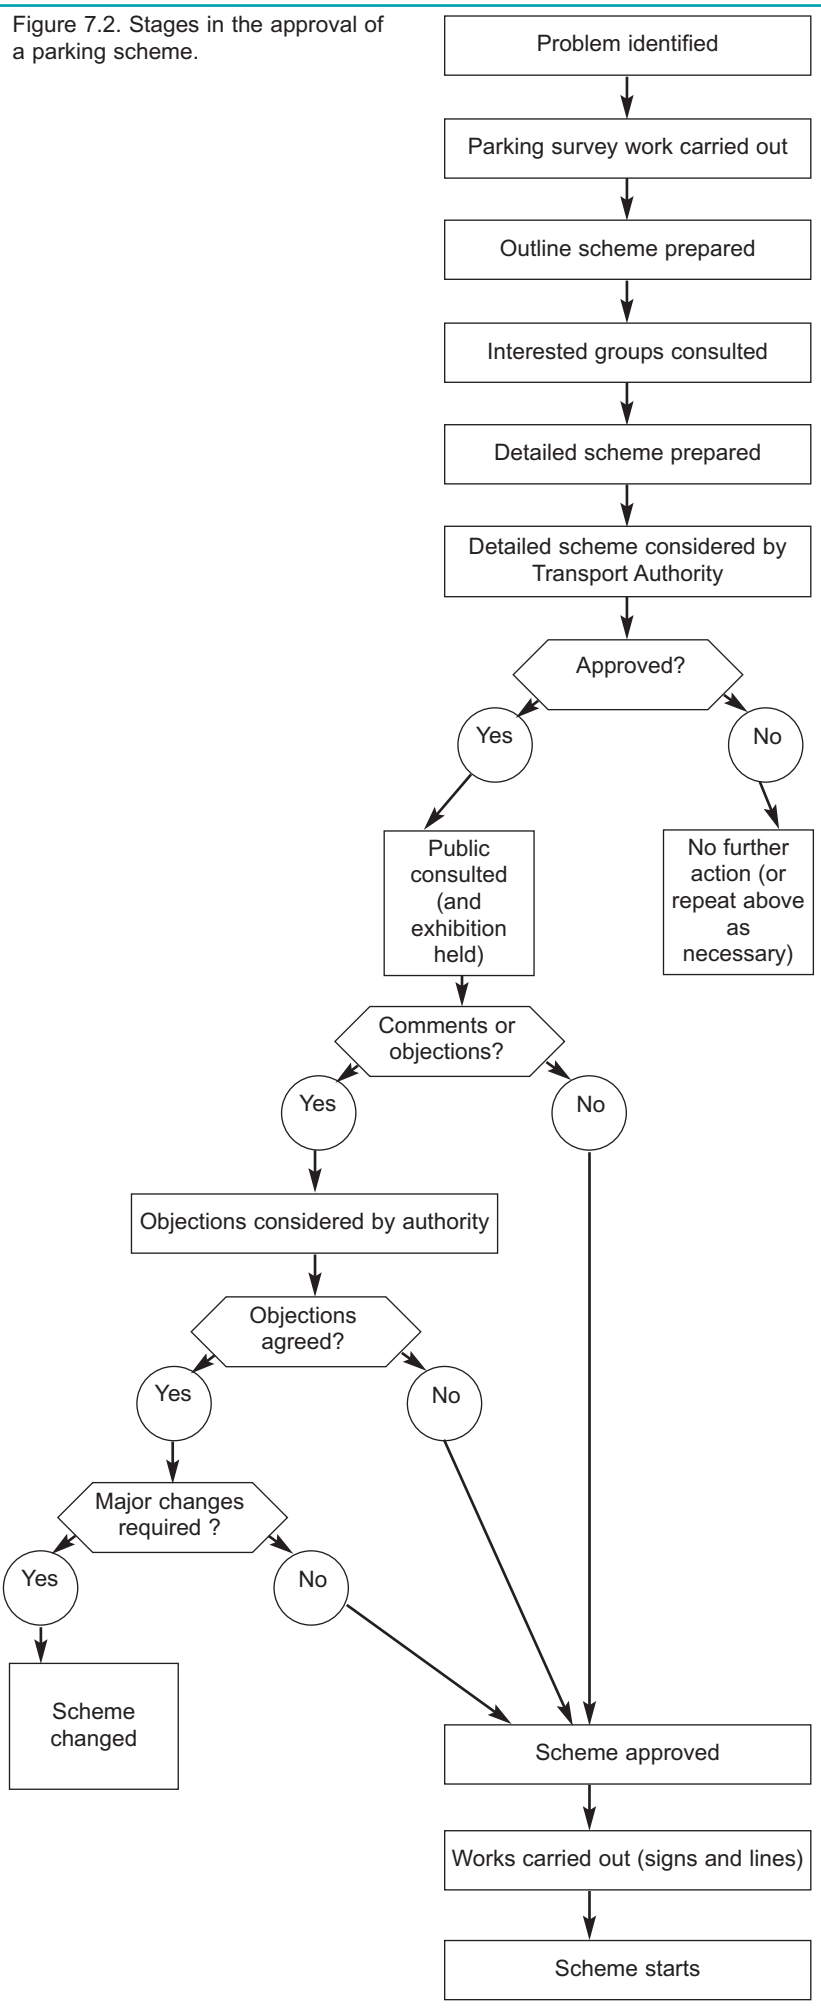 Figure 7.2. Stages in the approval of
a parking scheme.
Problem identified
Parking survey work carried out
Outline scheme prepared
Interested groups consulted
Detailed scheme prepared
Detailed scheme considered by
Transport Authority
Approved?
Yes
No
Public
consulted
(and
exhibition
held)
No further
action (or
repeat above
as
necessary)
Comments or
objections?
Yes
No
Objections considered by authority
Objections
agreed?
Yes
No
Major changes
required ?
Yes
No
Scheme
changed
Scheme approved
Works carried out (signs and lines)
Scheme starts